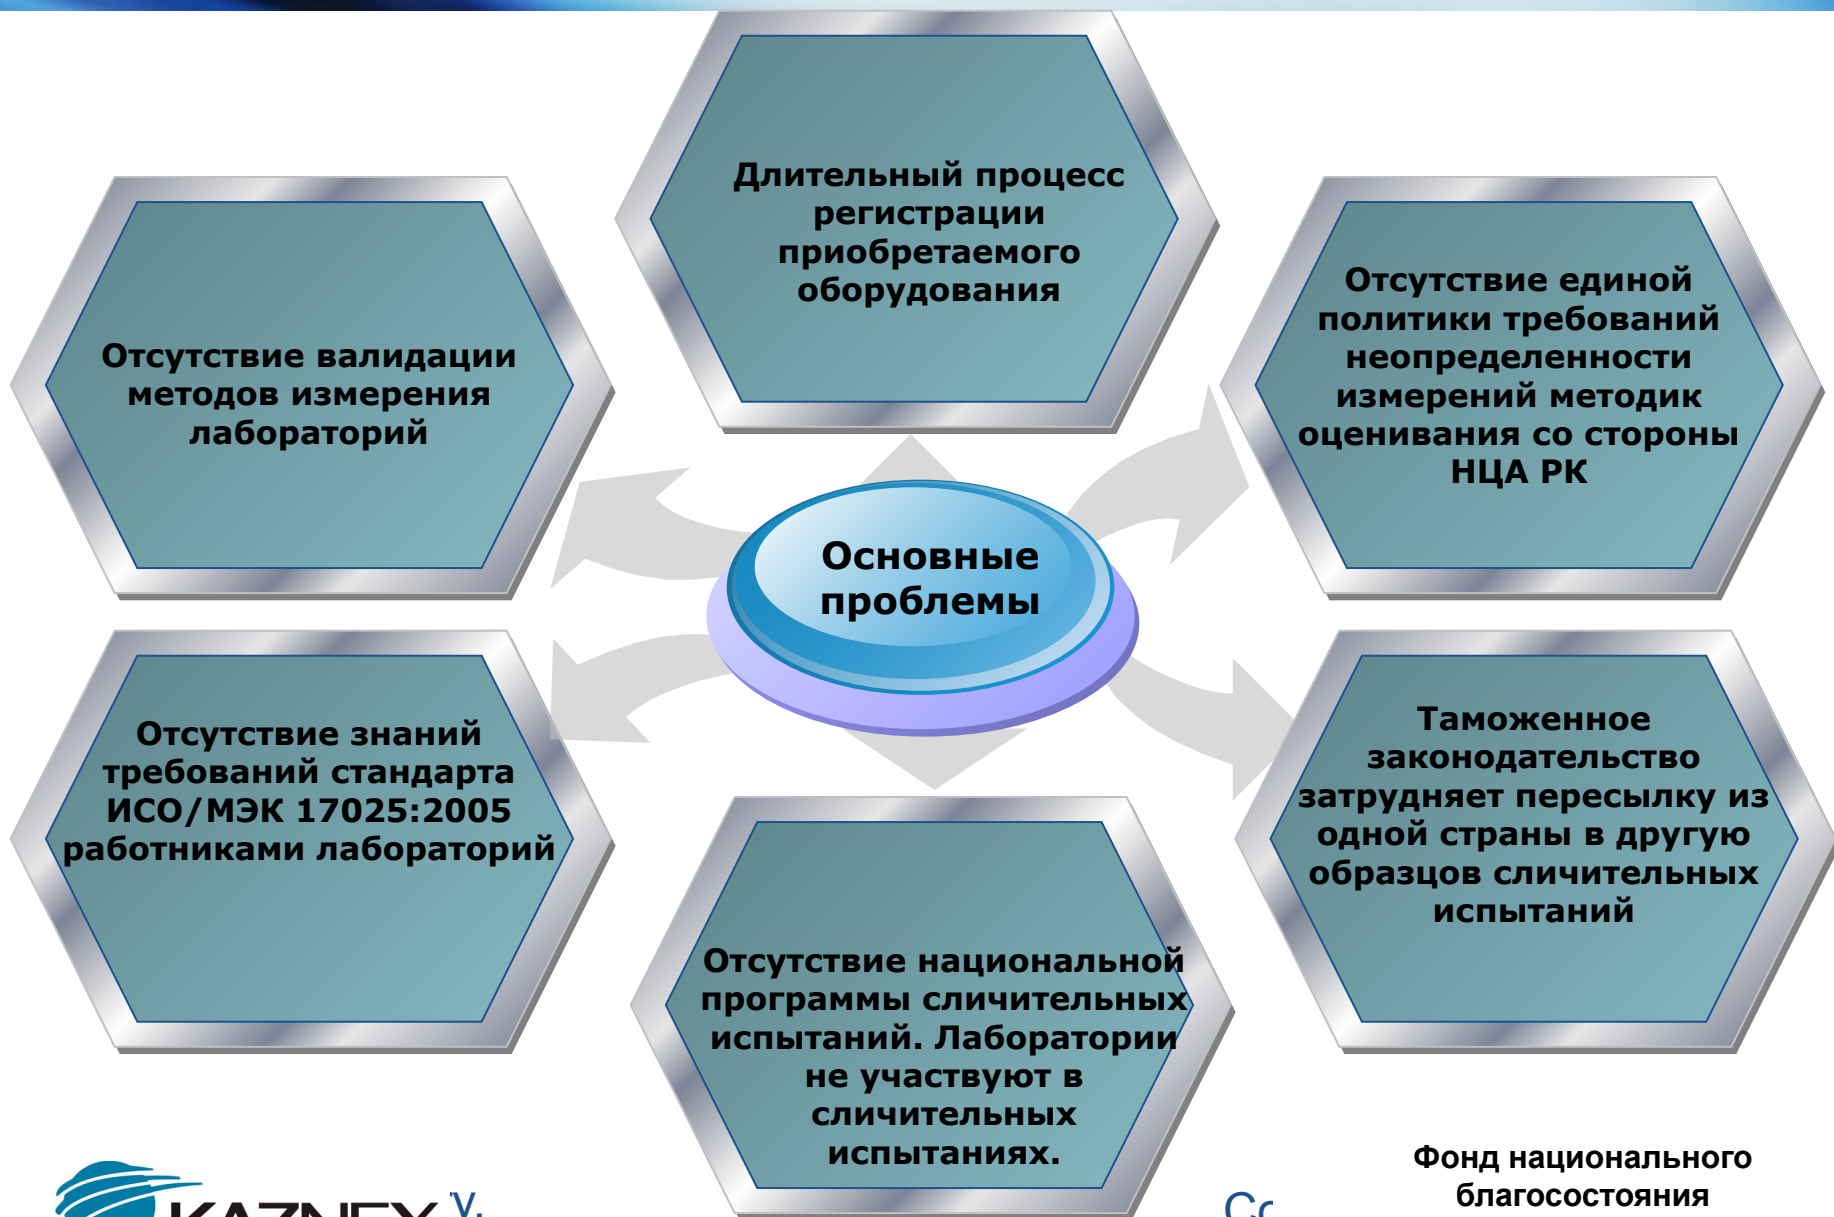 Длительный процесс
регистрации
приобретаемого
оборудования
Отсутствие валидации
методов измерения
лабораторий
Отсутствие единой
политики требований
неопределенности
измерений методик
оценивания со стороны
НЦА РК
Основные
проблемы
Отсутствие знаний
требований стандарта
ИСО/МЭК 17025:2005
работниками лабораторий
Таможенное
законодательство
затрудняет пересылку из
одной страны в другую
образцов сличительных
испытаний
Отсутствие национальной
программы сличительных
испытаний. Лаборатории
не участвуют в
сличительных
испытаниях.
Фонд национального
благосостояния
KAZNEX